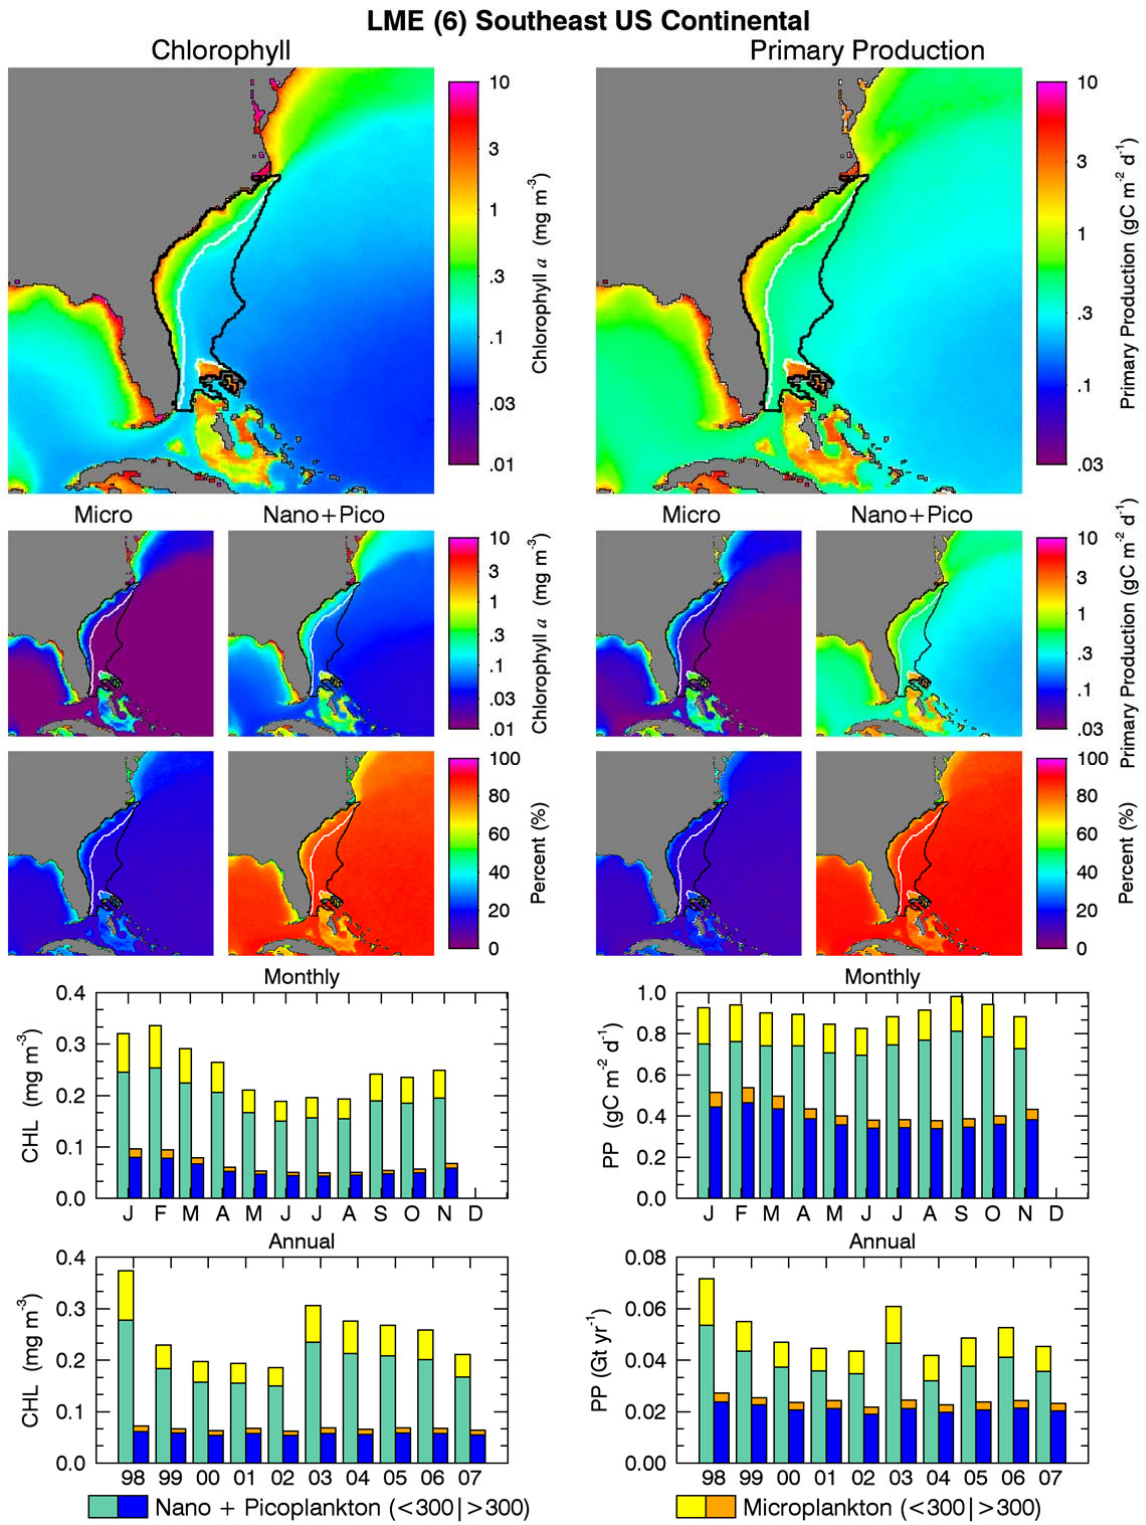 LME (6) Southeast US Continental
Chlorophyll
Primary Production
10
3
1
.3
.1
.03
.01
Chlorophyll a (mg m-3)
10
3
1
.3
.1
.03
Primary Production (gC m-2 d-1)
Micro
Nano+Pico
Micro
Nano+Pico
10
3
1
.3
.1
.03
.01
Chlorophyll a (mg m-3)
10
3
1
.3
.1
.03
Primary Production (gC m-2 d-1)
100
80
60
40
20
0
Percent (%)
100
80
60
40
20
0
Percent (%)
Monthly
0.4
0.3
0.2
0.1
0.0
CHL (mg m-3)
J F M A M J J A S O N D
Monthly
1.0
0.8
0.6
0.4
0.2
0.0
PP (gC m-2 d-1)
J F M A M J J A S O N D
Annual
0.4
0.3
0.2
0.1
0.0
CHL (mg m-3)
98 99 00 01 02 03 04 05 06 07
Annual
0.08
0.06
0.04
0.02
0.00
PP (Gt yr-1)
98 99 00 01 02 03 04 05 06 07
Nano + Picoplankton (<300|>300)
Microplankton (<300|>300)